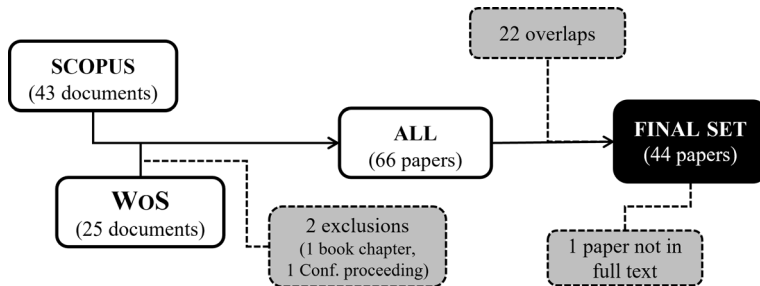 SCOPUS
(43 documents)
WOS
(25 documents)
2 exclusions
(1 book chapter,
1 Conf. proceeding)
ALL
(66 papers)
22 overlaps
FINAL SET
(44 papers)
1 paper not in
full text